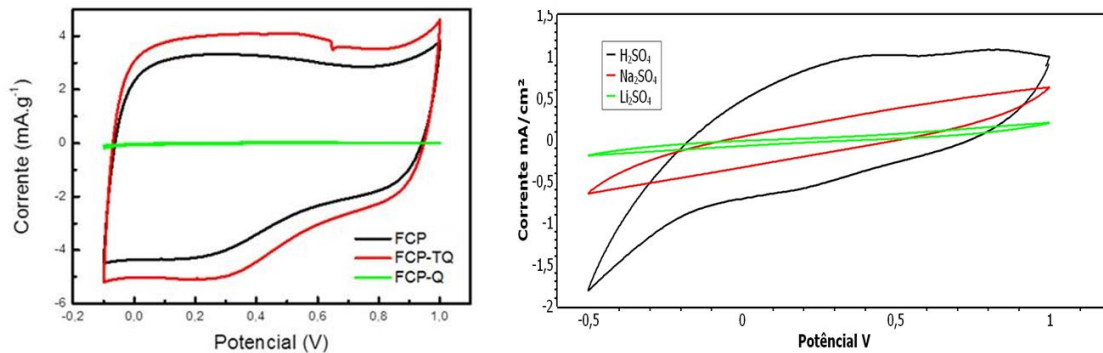 Corrente (mA.g⁻¹)
4
2
0
-2
-4
-6
-0,2
0,0
0,2
0,4
0,6
0,8
1,0
Potencial (V)
FCP
FCP-TQ
FCP-Q
Corrente mA/cm²
1,5
1
0,5
0
-0,5
-1
-1,5
-2
-0,5
0
0,5
1
Potêncial V
H₂SO₄
Na₂SO₄
Li₂SO₄